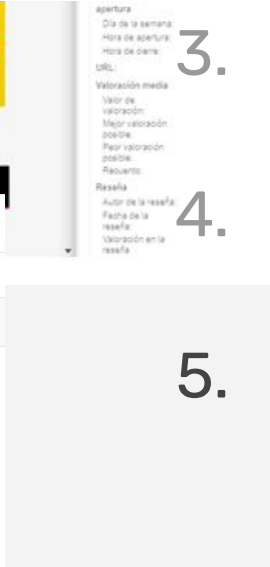 apertura
Día de la semana:
Hora de apertura:
Hora de cierre:
URL:
3.
Valoración media
Valor de
valoración:
Mejor valoración
posible:
Peor valoración
posible:
Recuento:
Reseña
Autor de la reseña:
Fecha de la
reseña:
4.
Valoración en la
reseña
5.